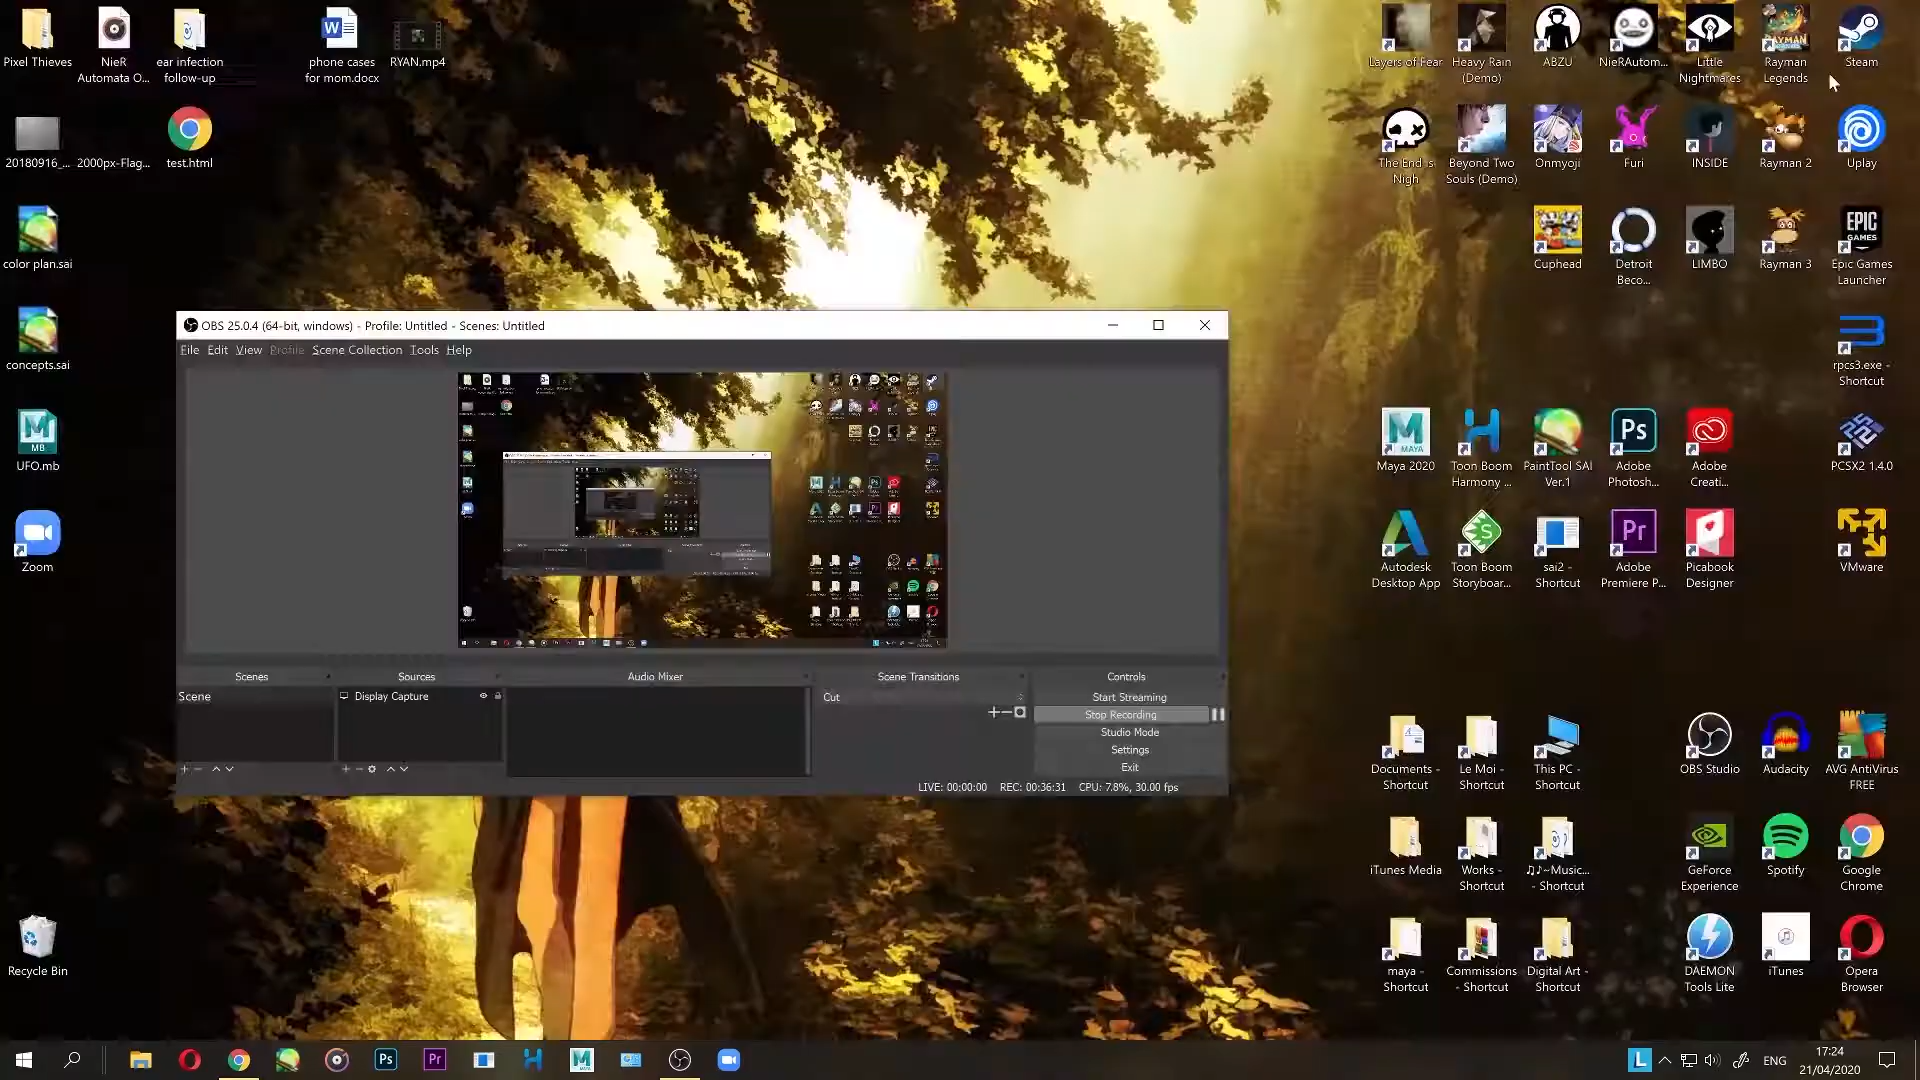 Pixel Thieves
NieR
Automata O...
ear infection
follow-up
phone cases
for mom.docx
RYAN.mp4
Layers of Fear
Heavy Rain
(Demo)
ABZU
NieRAutom...
Little
Nightmares
Rayman
Legends
Steam
20180916_...
2000px-Flag...
test.html
The End is
Nigh
Beyond Two
Souls (Demo)
Onmyoji
Furi
INSIDE
Rayman 2
Uplay
color plan.sai
Cuphead
Detroit
Beco...
LIMBO
Rayman 3
EPIC
GAMES
Epic Games
Launcher
OBS 25.0.4 (64-bit, windows) - Profile: Untitled - Scenes: Untitled
File Edit View Profile Scene Collection Tools Help
concepts.sai
rpcs3.exe -
Shortcut
MB
UFO.mb
MAYA
Maya 2020
Toon Boom
Harmony ...
PaintTool SAI
Ver.1
Ps
Adobe
Photosh...
Adobe
Creati...
PCSX2 1.4.0
Zoom
Autodesk
Desktop App
Toon Boom
Storyboar...
sai2 -
Shortcut
Pr
Adobe
Premiere P...
Picabook
Designer
VMware
Scenes
Sources
Audio Mixer
Scene Transitions
Controls
Scene
Display Capture
Cut
Start Streaming
Stop Recording
Studio Mode
Settings
Exit
LIVE: 00:00:00 REC: 00:36:31 CPU: 7.8%, 30.00 fps
Documents -
Shortcut
Le Moi -
Shortcut
This PC -
Shortcut
OBS Studio
Audacity
AVG AntiVirus
FREE
iTunes Media
Works -
Shortcut
♫♪~Music...
- Shortcut
GeForce
Experience
Spotify
Google
Chrome
Recycle Bin
maya -
Shortcut
Commissions
- Shortcut
Digital Art -
Shortcut
DAEMON
Tools Lite
iTunes
Opera
Browser
Ps
Pr
L
ENG
17:24
21/04/2020